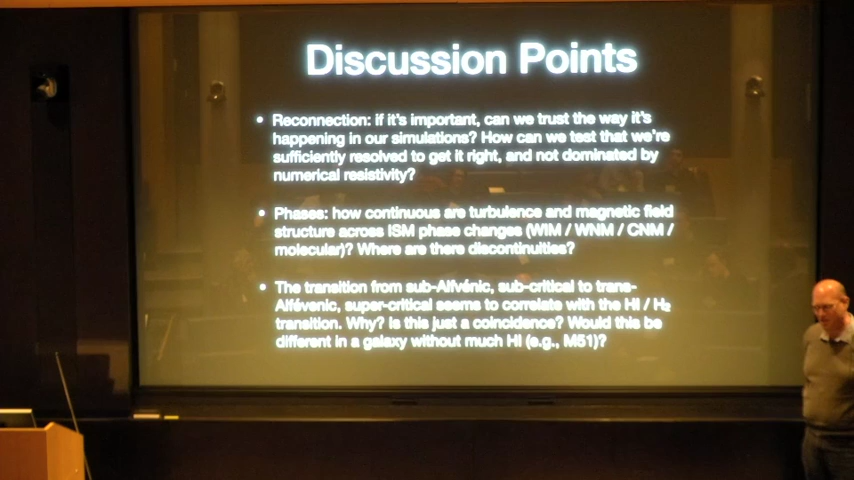 Discussion Points
• Reconnection: if it's important, can we trust the way it's
happening in our simulations? How can we test that we're
sufficiently resolved to get it right, and not dominated by
numerical resistivity?
• Phases: how continuous are turbulence and magnetic field
structure across ISM phase changes (WIM / WNM / CNM /
molecular)? Where are there discontinuities?
• The transition from sub-Alfvénic, sub-critical to trans-
Alfévenic, super-critical seems to correlate with the HI / H₂
transition. Why? Is this just a coincidence? Would this be
different in a galaxy without much HI (e.g., M51)?